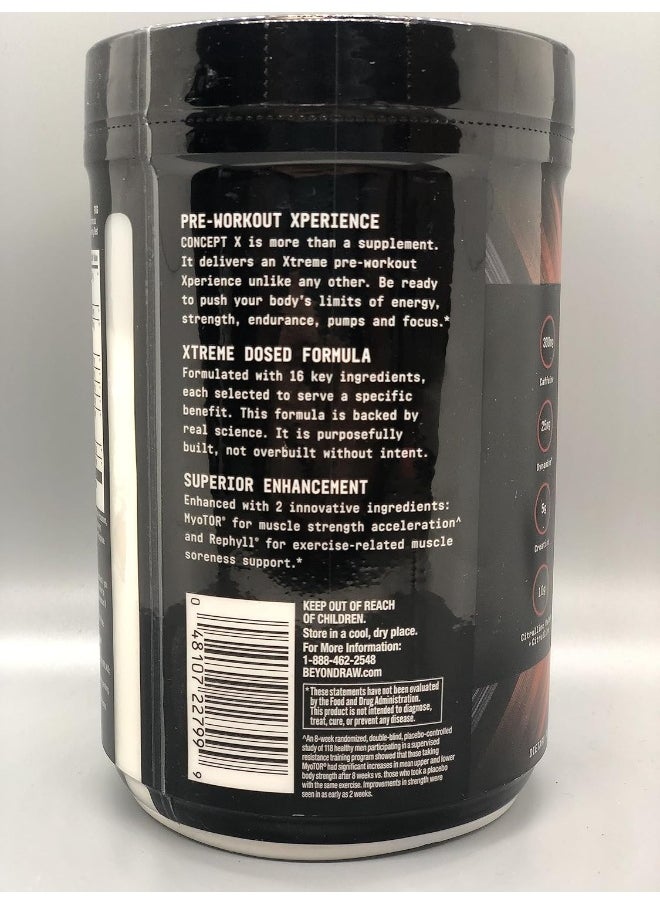 PRE-WORKOUT XPERIENCE
CONCEPT X is more than a supplement.
It delivers an Xtreme pre-workout
Xperience unlike any other. Be ready
to push your body's limits of energy,
strength, endurance, pumps and focus.*
XTREME DOSED FORMULA
Formulated with 16 key ingredients,
each selected to serve a specific
benefit. This formula is backed by
real science. It is purposefully
built, not overbuilt without intent.
SUPERIOR ENHANCEMENT
Enhanced with 2 innovative ingredients:
MyoTOR® for muscle strength acceleration^
and Rephyll® for exercise-related muscle
soreness support.*
0 48107 22799 9
KEEP OUT OF REACH
OF CHILDREN.
Store in a cool, dry place.
For More Information:
1-888-462-2548
BEYONDRAW.com
*These statements have not been evaluated
by the Food and Drug Administration.
This product is not intended to diagnose,
treat, cure, or prevent any disease.
^An 8-week randomized, double-blind, placebo-controlled
study of 118 healthy men participating in a supervised
resistance training program showed that those taking
MyoTOR® had significant increases in mean upper and lower
body strength after 8 weeks vs. those who took a placebo
with the same exercise. Improvements in strength were
seen in as early as 2 weeks.
300mg
5g